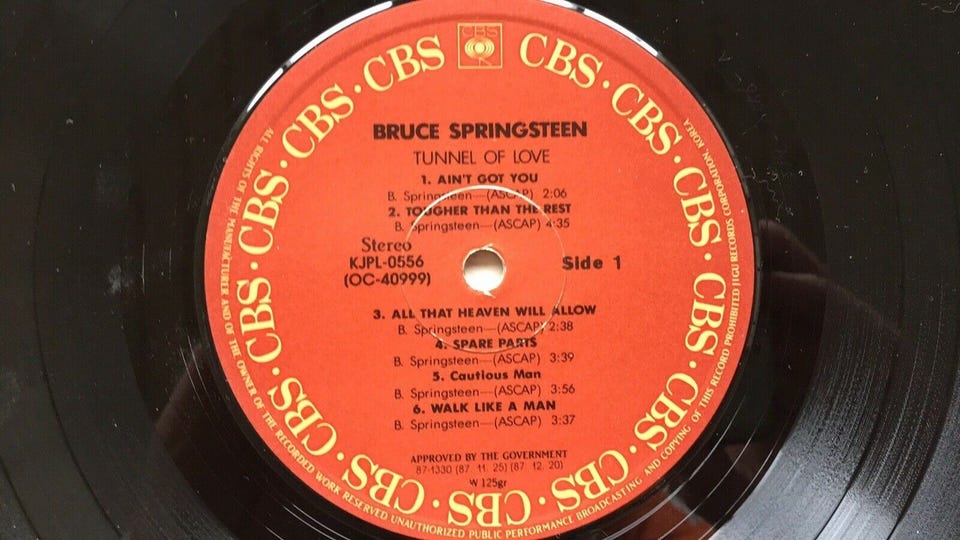 CBS
CBS · CBS · CBS · CBS · CBS · CBS · CBS · CBS · CBS · CBS · CBS · CBS · CBS · CBS
BRUCE SPRINGSTEEN
TUNNEL OF LOVE
1. AIN'T GOT YOU
B. Springsteen—(ASCAP) 2:06
2. TOUGHER THAN THE REST
B. Springsteen—(ASCAP) 4:35
Stereo
KJPL-0556
(OC-40999)
Side 1
3. ALL THAT HEAVEN WILL ALLOW
B. Springsteen—(ASCAP) 2:38
4. SPARE PARTS
B. Springsteen—(ASCAP) 3:39
5. Cautious Man
B. Springsteen—(ASCAP) 3:56
6. WALK LIKE A MAN
B. Springsteen—(ASCAP) 3:37
APPROVED BY THE GOVERNMENT
87-1330 (87. 11. 25) (87. 12. 20)
W 125gr
ALL RIGHTS OF THE MANUFACTURER AND OF THE OWNER OF THE RECORDED WORK RESERVED UNAUTHORIZED PUBLIC PERFORMANCE BROADCASTING AND COPYING OF THIS RECORD PROHIBITED JIGU RECORDS CORPORATION, KOREA